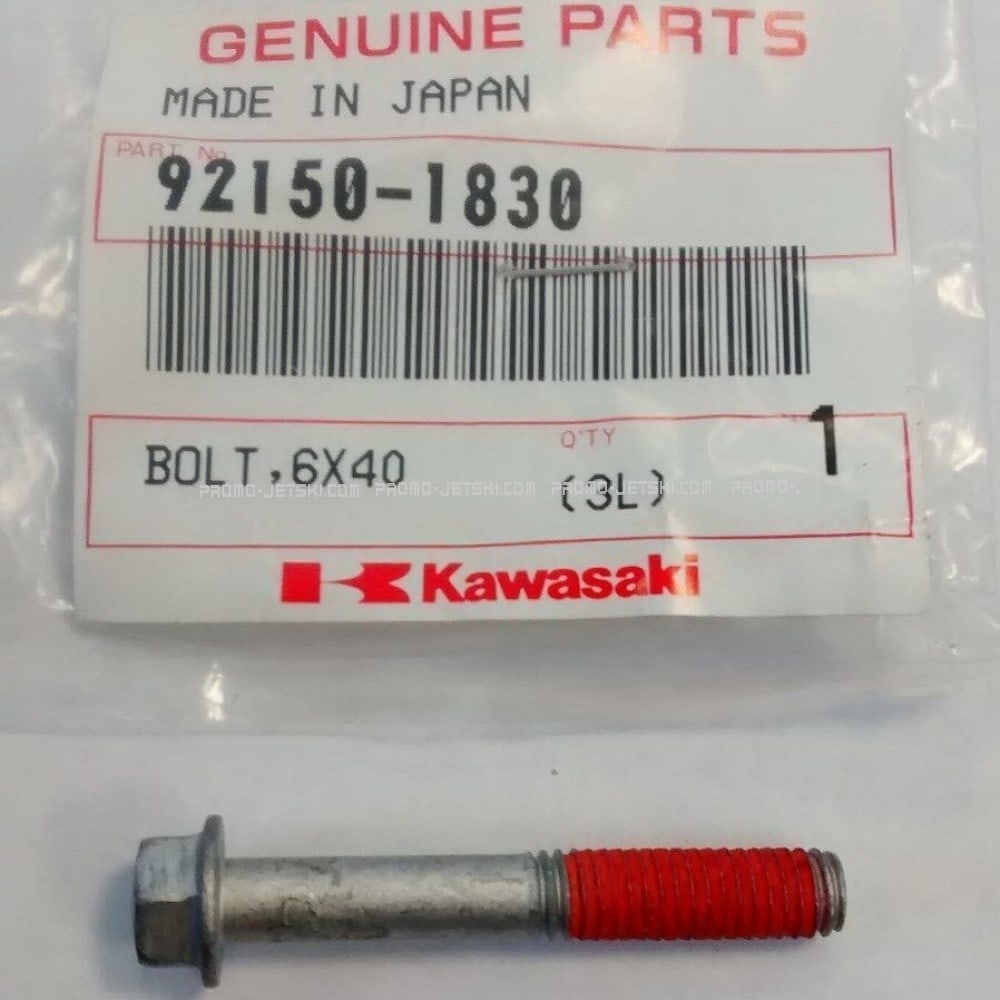 GENUINE PARTS
MADE IN JAPAN
PART No.
92150-1830
BOLT,6X40
Q'TY
1
(3L)
PROMO-JETSKI.COM PROMO-JETSKI.COM PROMO-JETSKI.COM PROMO-J
Kawasaki